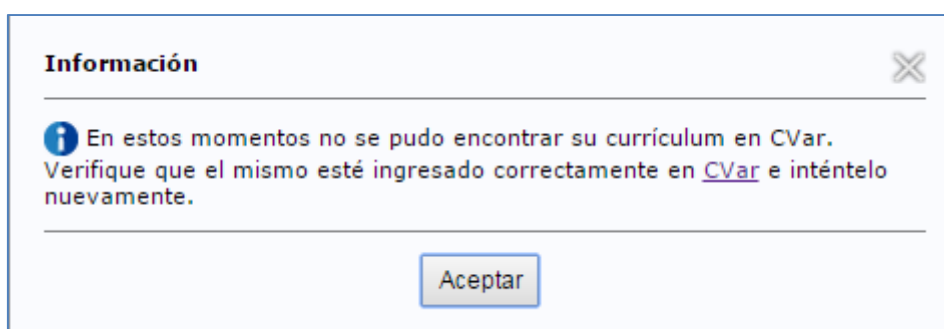 Información
En estos momentos no se pudo encontrar su currículum en CVar.
Verifique que el mismo esté ingresado correctamente en CVar e inténtelo
nuevamente.
Aceptar